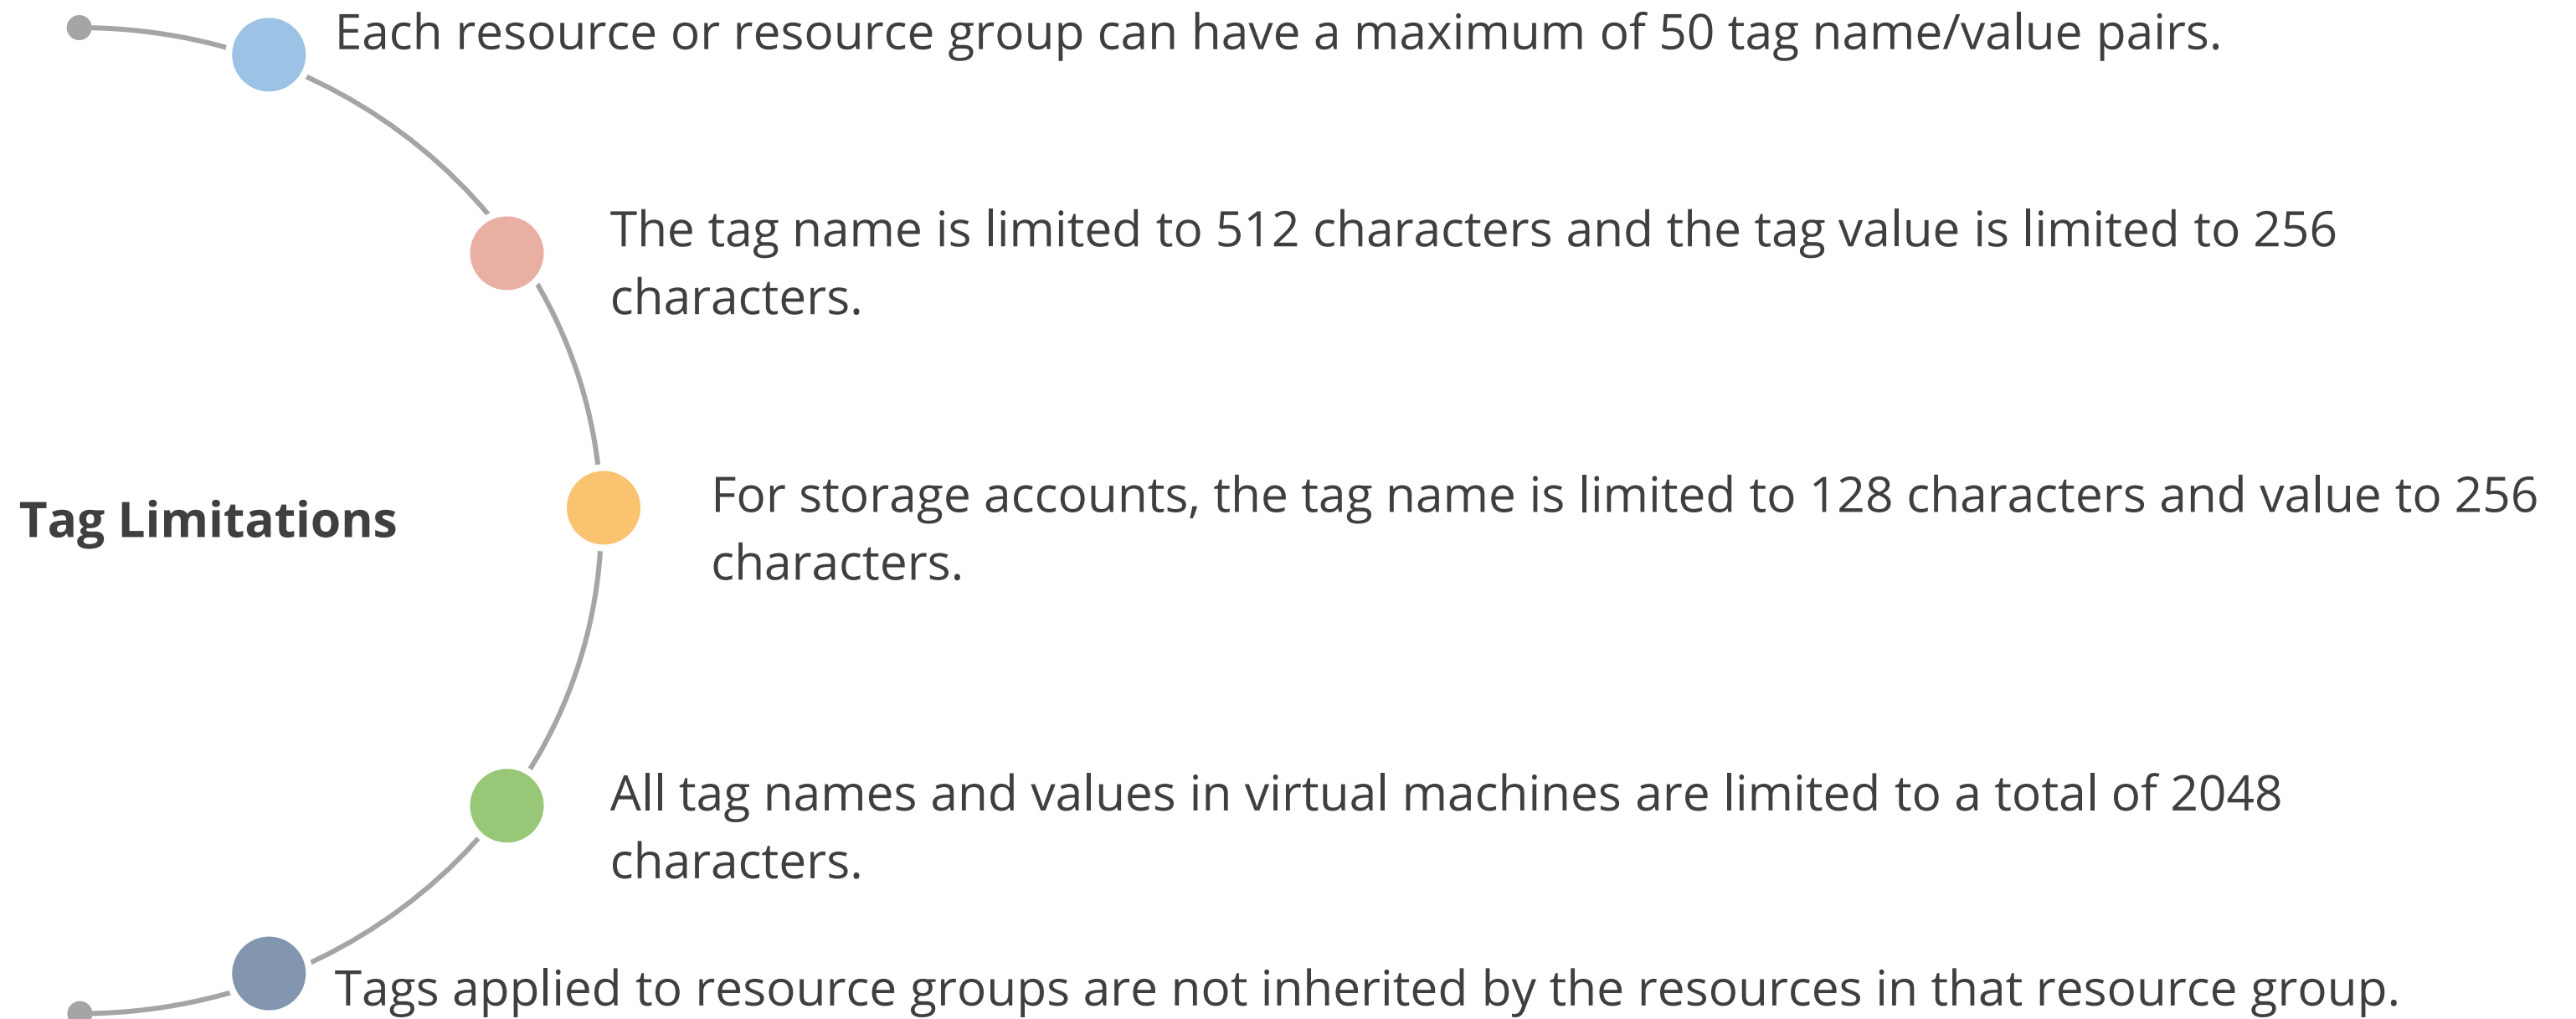 Each resource or resource group can have a maximum of 50 tag name/value pairs.
The tag name is limited to 512 characters and the tag value is limited to 256
characters.
Tag Limitations
For storage accounts, the tag name is limited to 128 characters and value to 256
characters.
All tag names and values in virtual machines are limited to a total of 2048
characters.
Tags applied to resource groups are not inherited by the resources in that resource group.